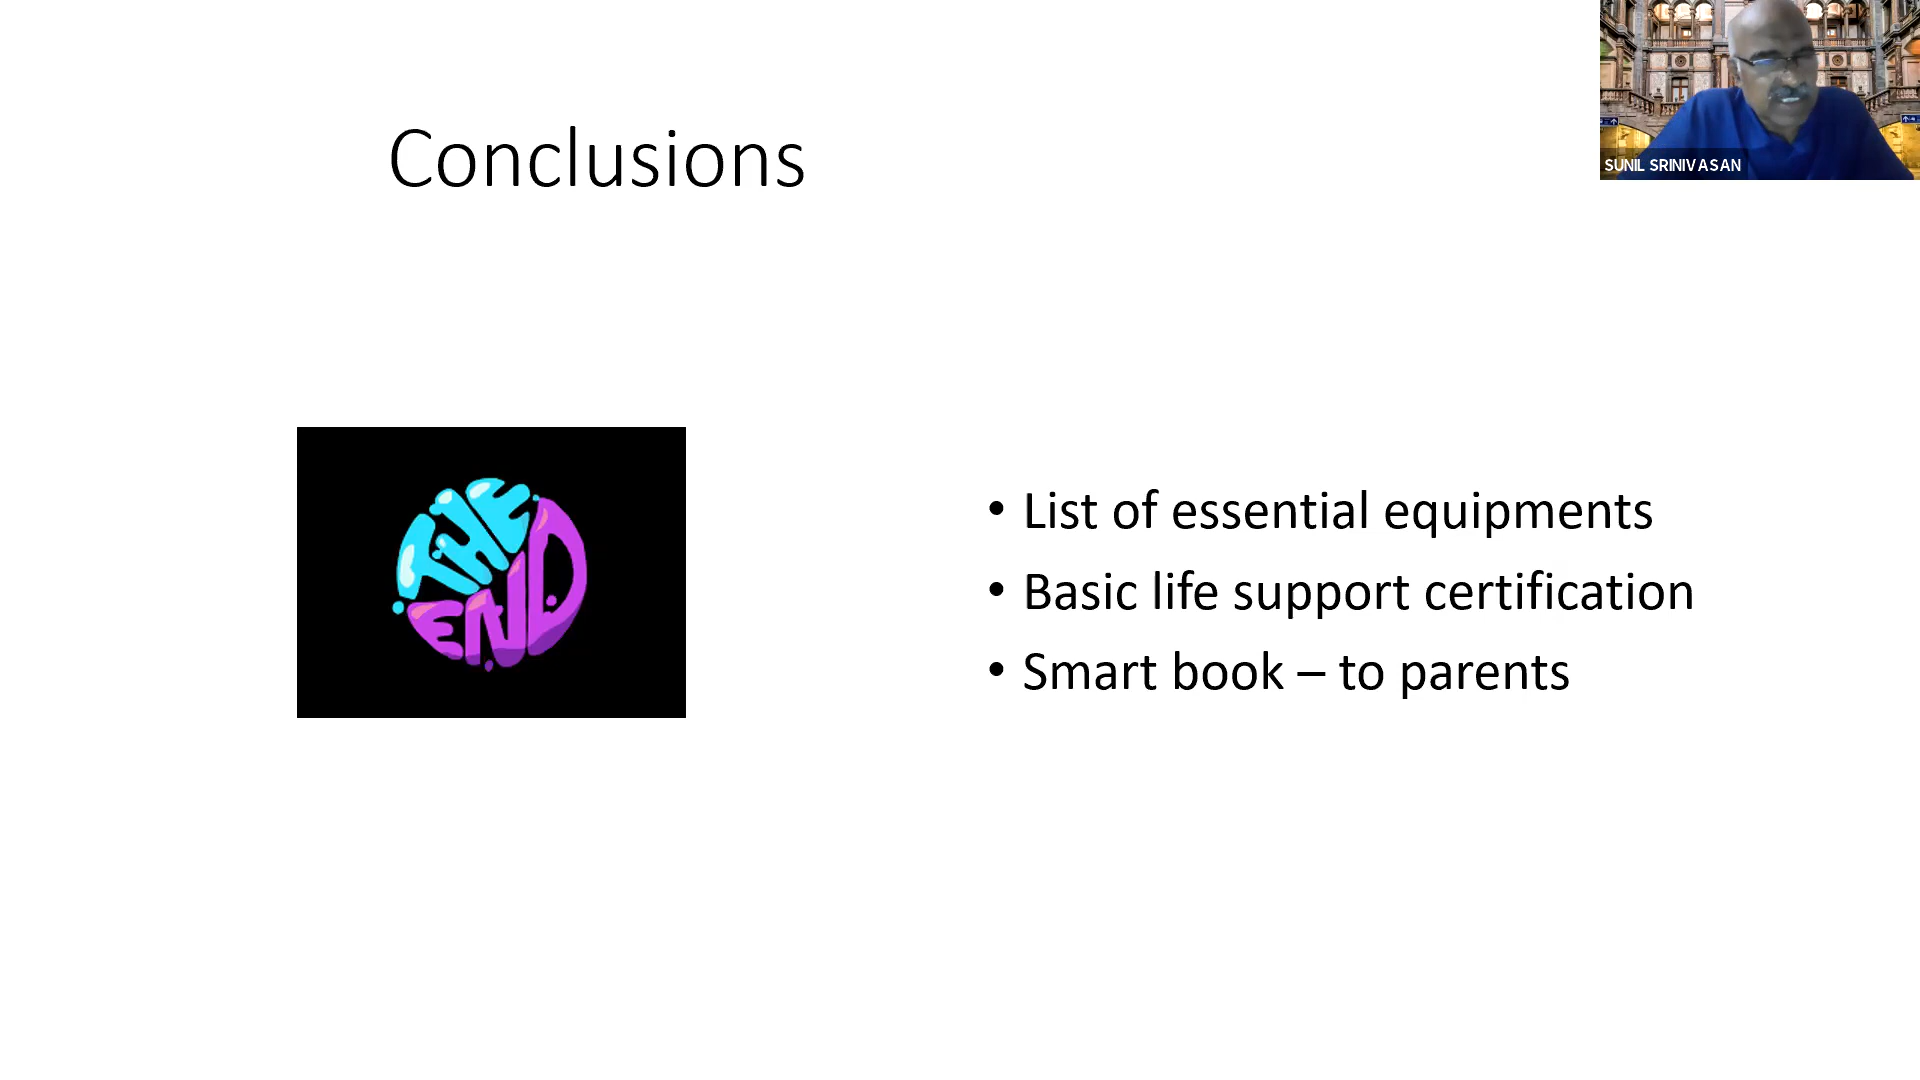 Conclusions
SUNIL SRINIVASAN
THE
END
• List of essential equipments
• Basic life support certification
• Smart book – to parents